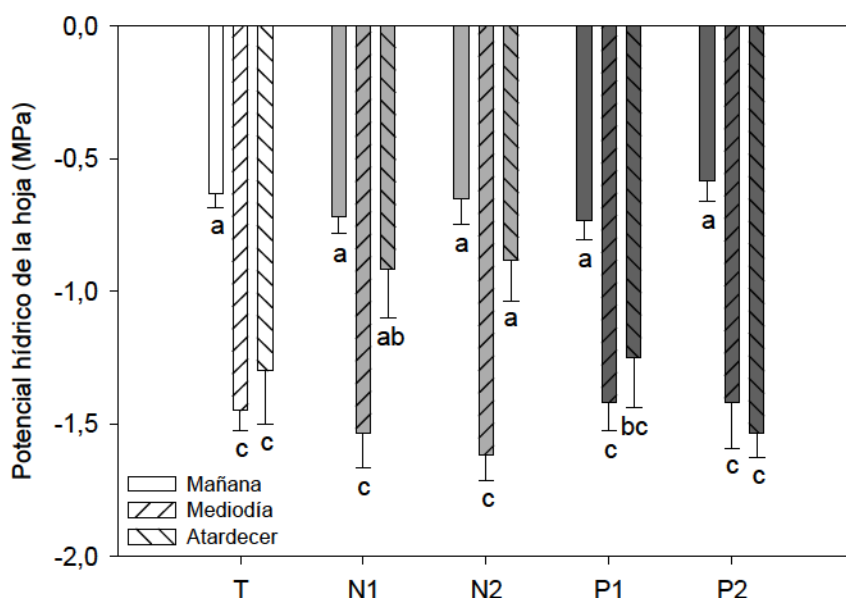 Potencial hídrico de la hoja (MPa)
0,0
-0,5
-1,0
-1,5
-2,0
a
c
c
a
c
ab
a
c
a
a
c
bc
a
c
c
Mañana
Mediodía
Atardecer
T N1 N2 P1 P2